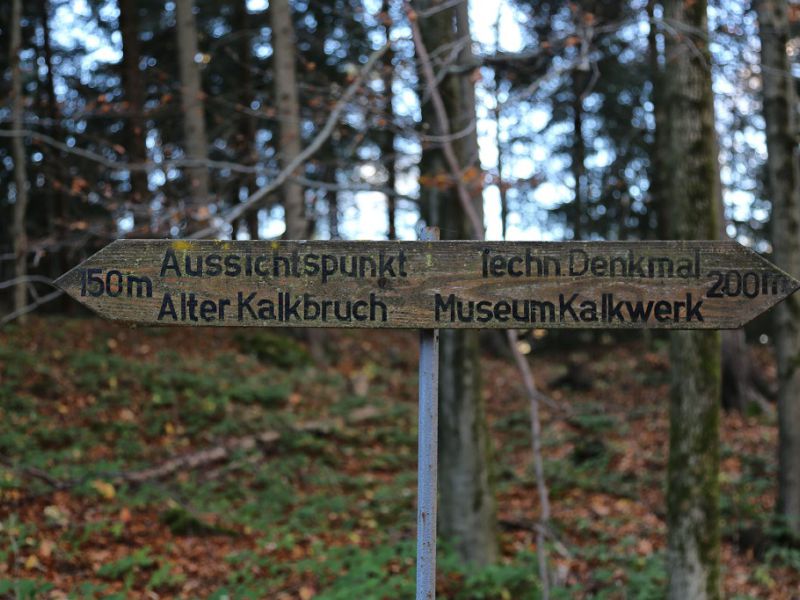 150m Aussichtspunkt
Alter Kalkbruch
Techn. Denkmal 200m
Museum Kalkwerk